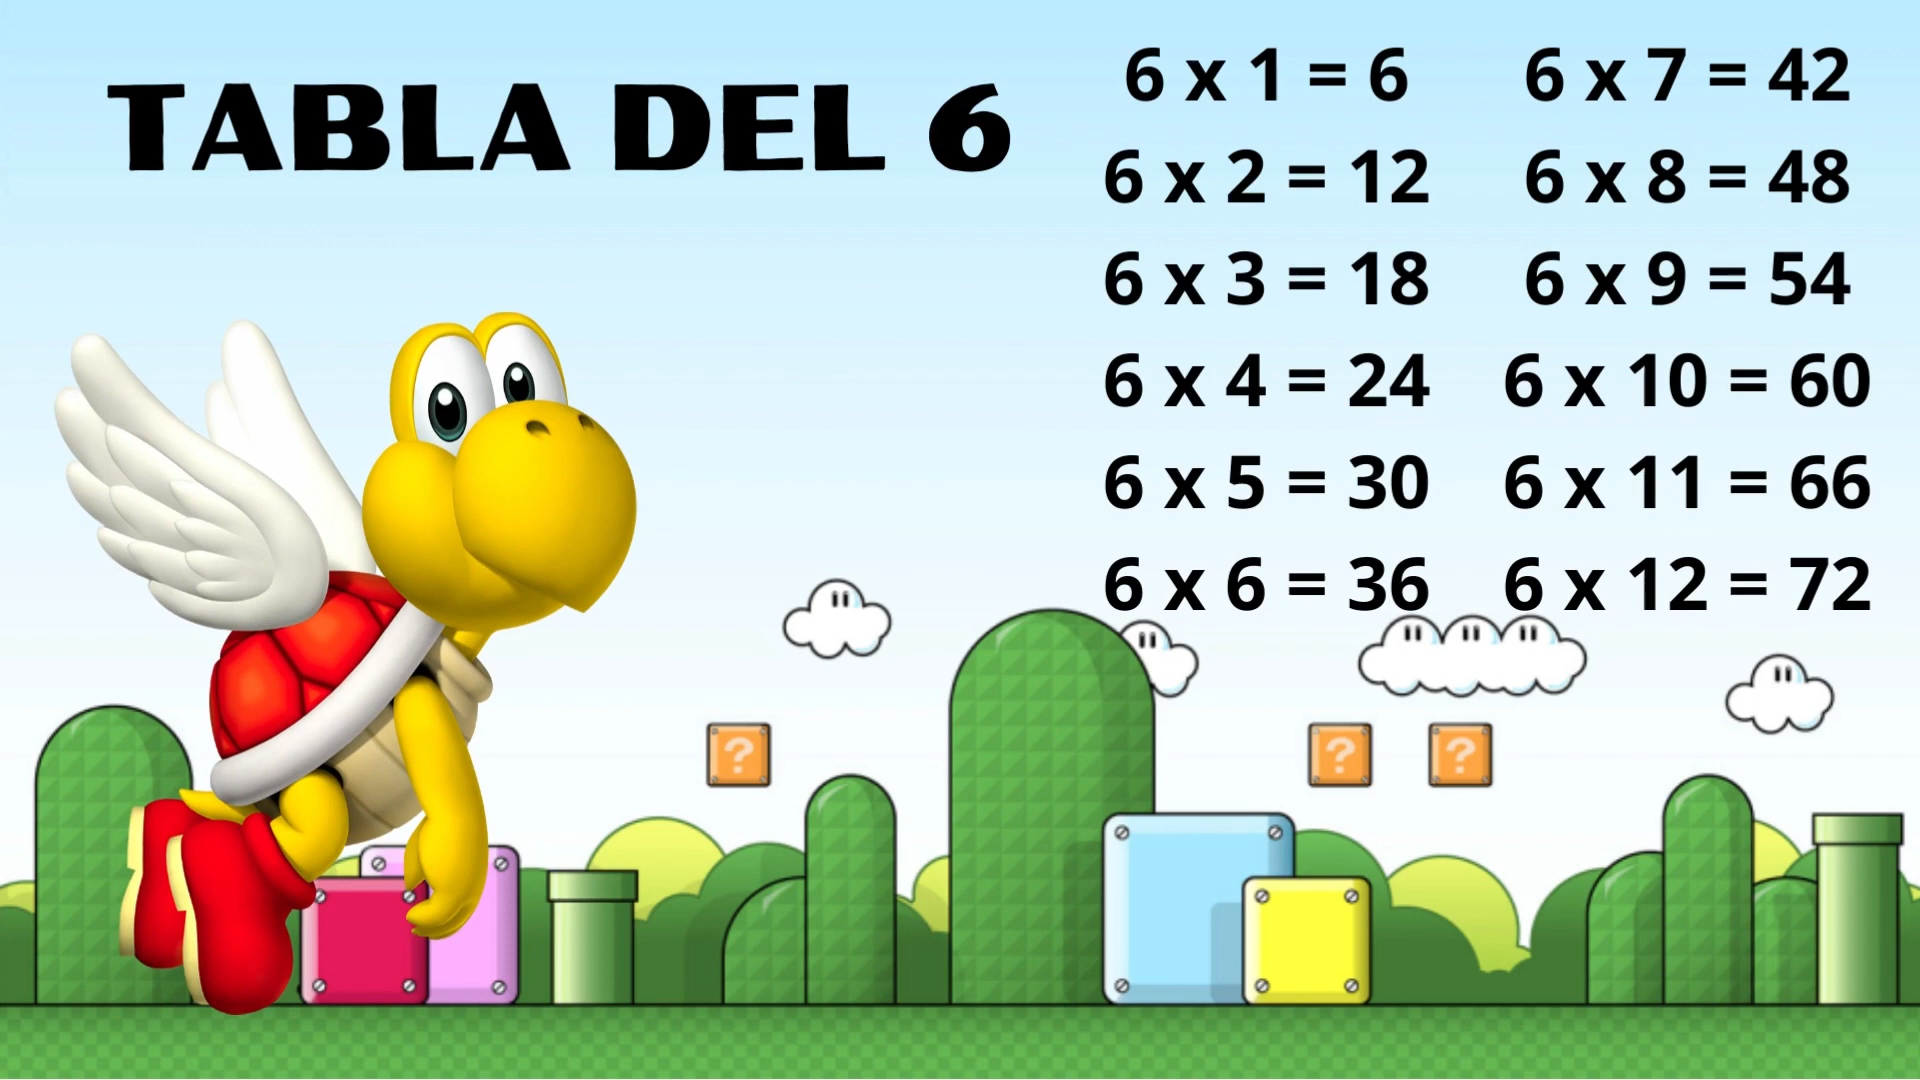 TABLA DEL 6
6 x 1 = 6
6 x 2 = 12
6 x 3 = 18
6 x 4 = 24
6 x 5 = 30
6 x 6 = 36
6 x 7 = 42
6 x 8 = 48
6 x 9 = 54
6 x 10 = 60
6 x 11 = 66
6 x 12 = 72
?
?
?